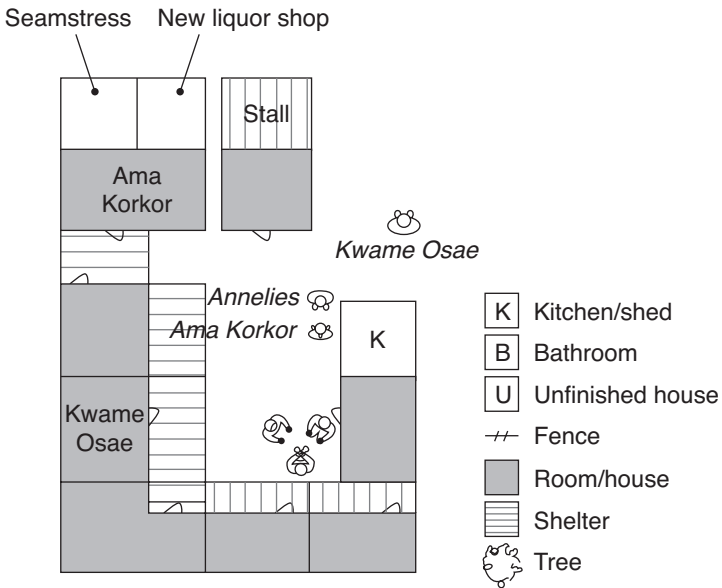 Seamstress
New liquor shop
Stall
Ama
Korkor
Kwame Osae
Annelies
Ama Korkor
K
Kwame
Osae
K Kitchen/shed
B Bathroom
U Unfinished house
Fence
Room/house
Shelter
Tree